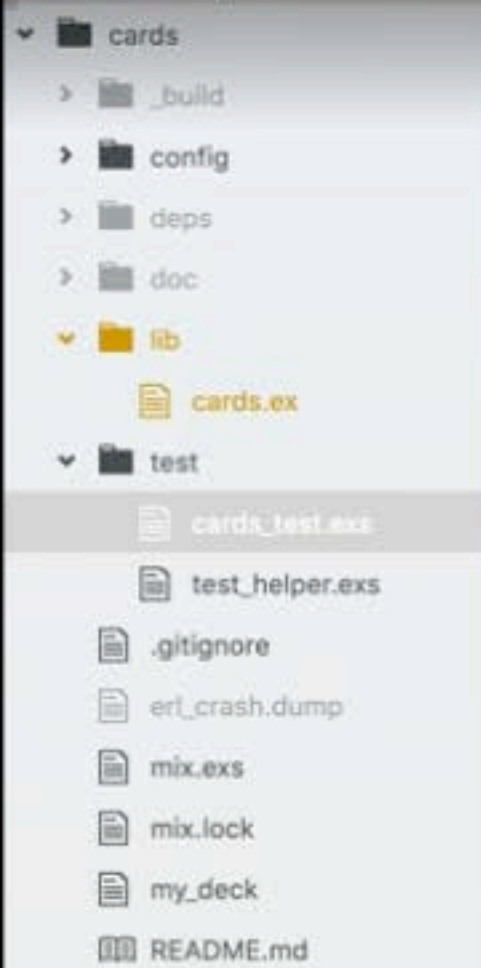 cards
_build
config
deps
doc
lib
cards.ex
test
cards_test.exs
test_helper.exs
.gitignore
erl_crash.dump
mix.exs
mix.lock
my_deck
README.md